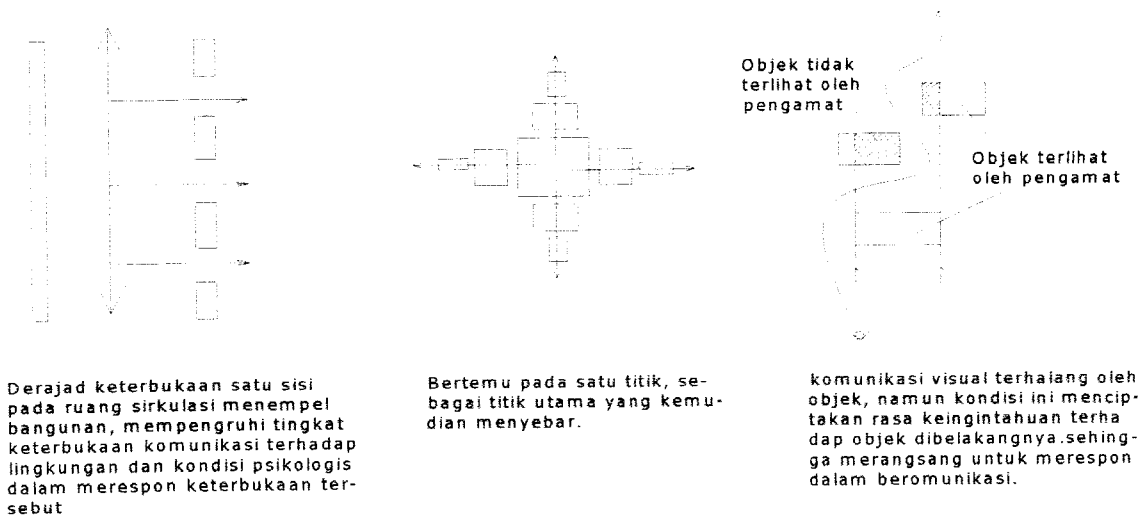 Objek tidak
terlihat oleh
pengamat
Objek terlihat
oleh pengamat
Derajad keterbukaan satu sisi
pada ruang sirkulasi menempel
bangunan, mempengruhi tingkat
keterbukaan komunikasi terhadap
lingkungan dan kondisi psikologis
dalam merespon keterbukaan ter-
sebut
Bertemu pada satu titik, se-
bagai titik utama yang kemu-
dian menyebar.
komunikasi visual terhalang oleh
objek, namun kondisi ini mencip-
takan rasa keingintahuan terha
dap objek dibelakangnya.sehing-
ga merangsang untuk merespon
dalam beromunikasi.